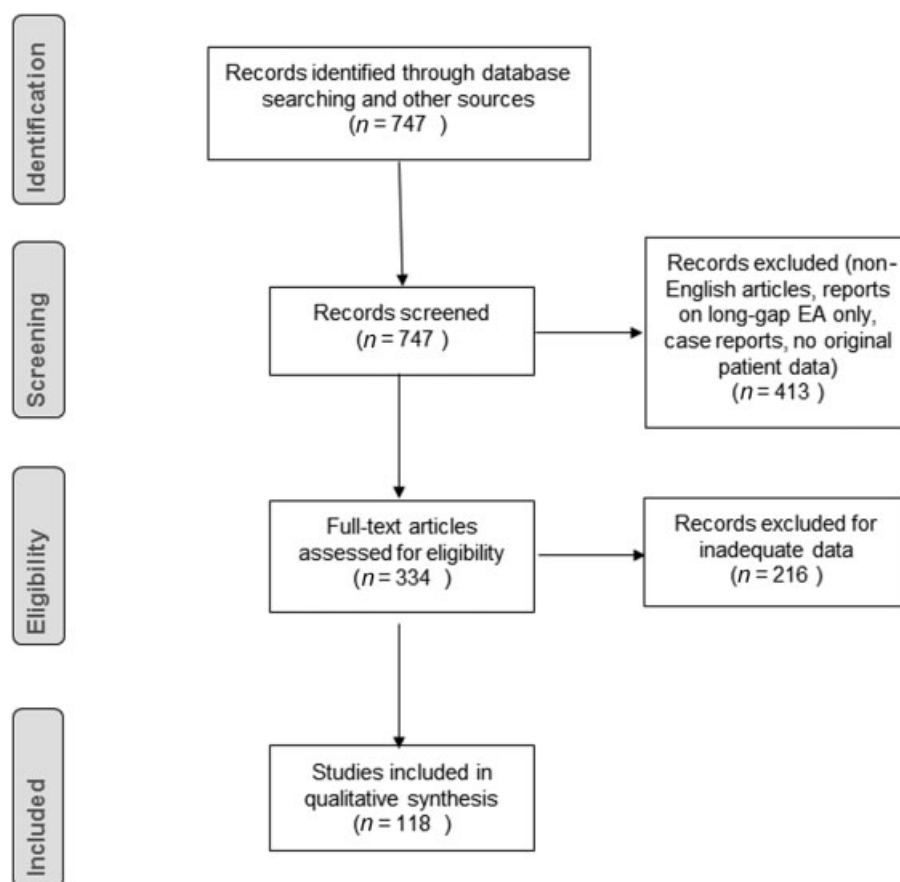 Identification
Records identified through database
searching and other sources
(n = 747 )
Screening
Records screened
(n = 747 )
Records excluded (non-
English articles, reports
on long-gap EA only,
case reports, no original
patient data)
(n = 413 )
Eligibility
Full-text articles
assessed for eligibility
(n = 334 )
Records excluded for
inadequate data
(n = 216 )
Included
Studies included in
qualitative synthesis
(n = 118 )